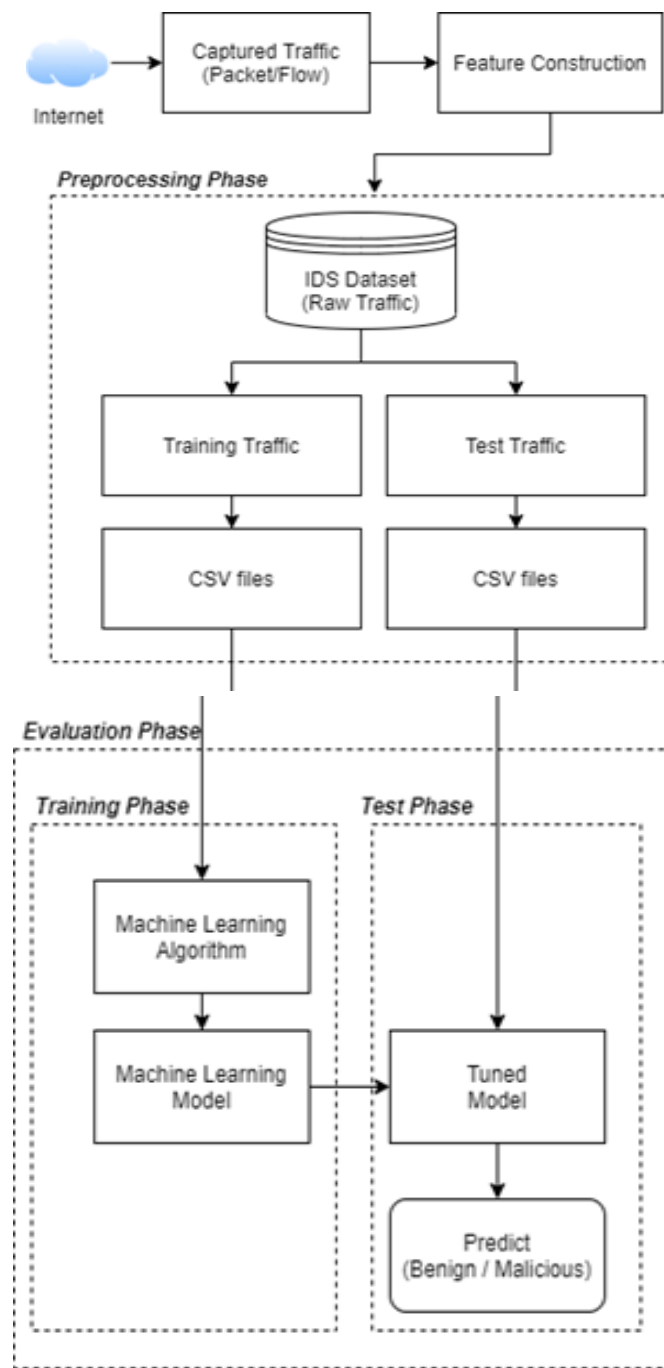 Captured Traffic
(Packet/Flow)
Feature Construction
Internet
Preprocessing Phase
IDS Dataset
(Raw Traffic)
Training Traffic
Test Traffic
CSV files
CSV files
Evaluation Phase
Training Phase
Test Phase
Machine Learning
Algorithm
Machine Learning
Model
Tuned
Model
Predict
(Benign / Malicious)